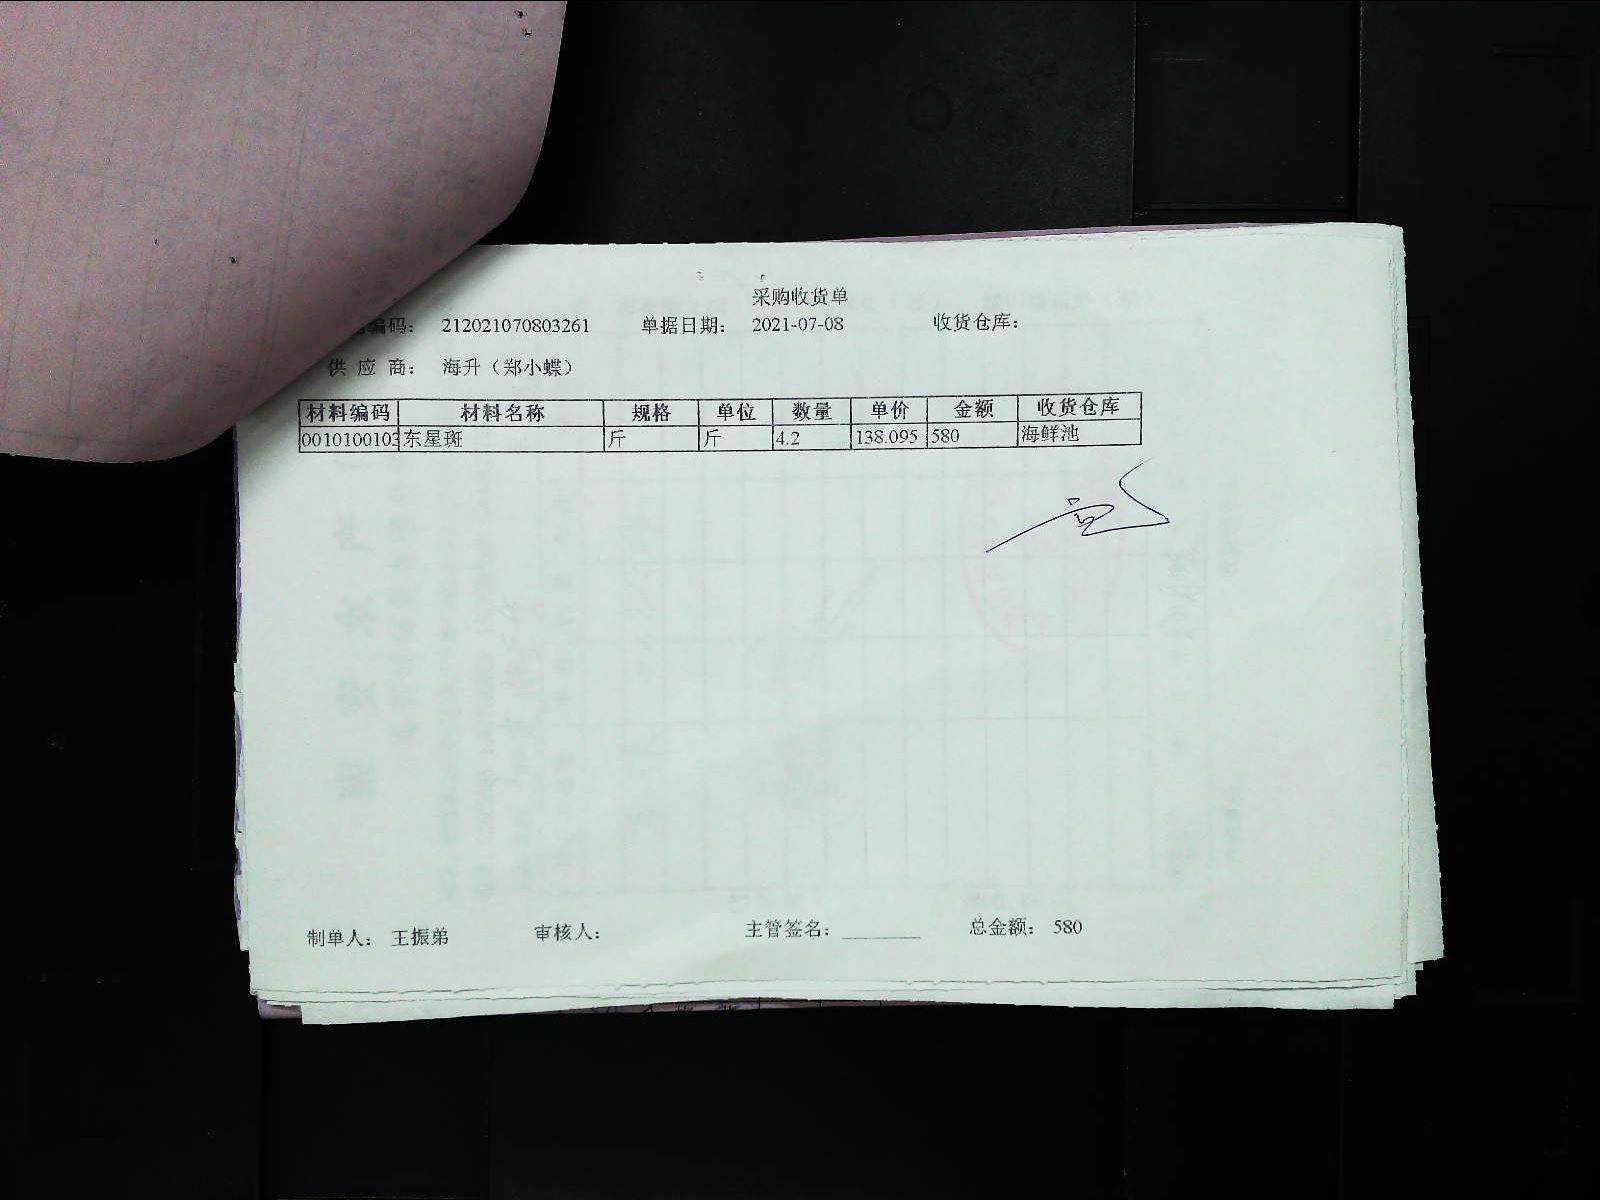 采购收货单
编码： 212021070803261 单据日期： 2021-07-08 收货仓库：
供 应 商： 海升（郑小蝶）
材料编码 材料名称 规格 单位 数量 单价 金额 收货仓库
0010100103 东星斑 斤 斤 4.2 138.095 580 海鲜池
制单人： 王振弟 审核人： 主管签名： 总金额： 580